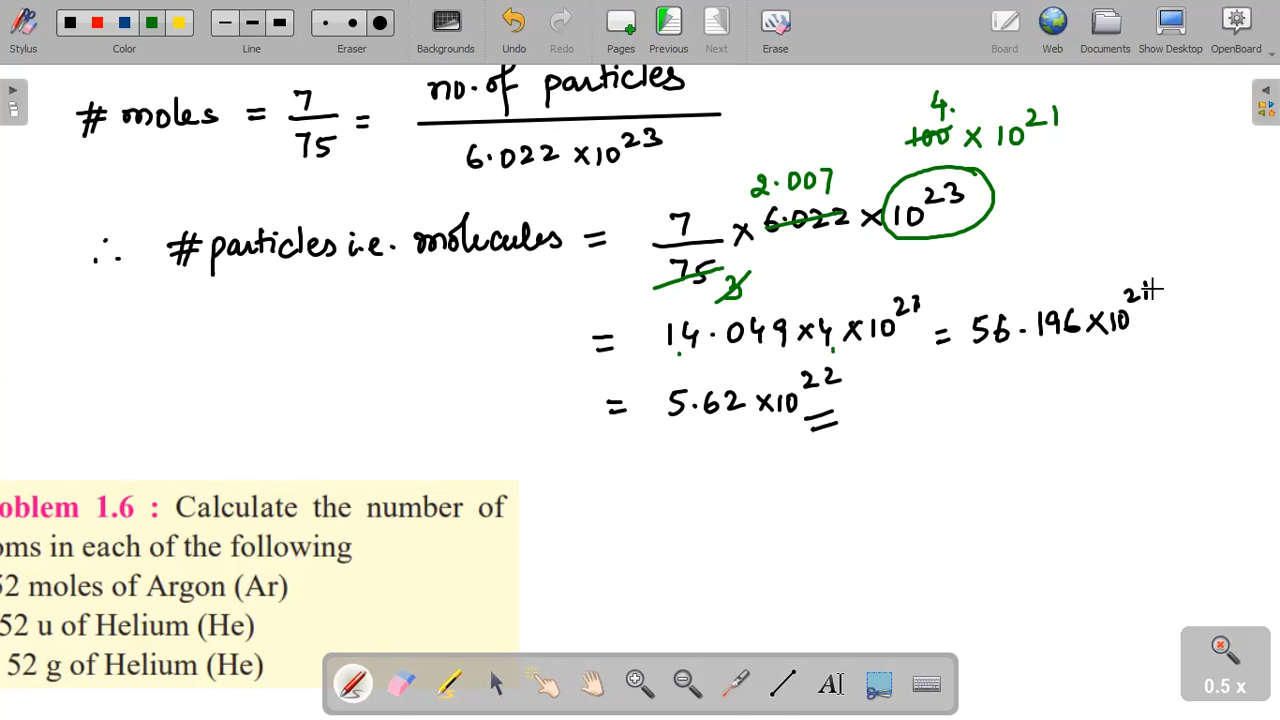 Stylus Color Line Eraser Backgrounds Undo Redo Pages Previous Next Erase Board Web Documents Show Desktop OpenBoard
# moles = 7/75 = no. of particles / 6.022 × 10^23
4.
100 × 10^21
2.007
∴ # particles i.e. molecules = 7/75 × 6.022 × 10^23
3
= 14.049 × 4 × 10^21 = 56.196 × 10^21
= 5.62 × 10^22
oblem 1.6 : Calculate the number of
oms in each of the following
52 moles of Argon (Ar)
52 u of Helium (He)
52 g of Helium (He)
0.5 x